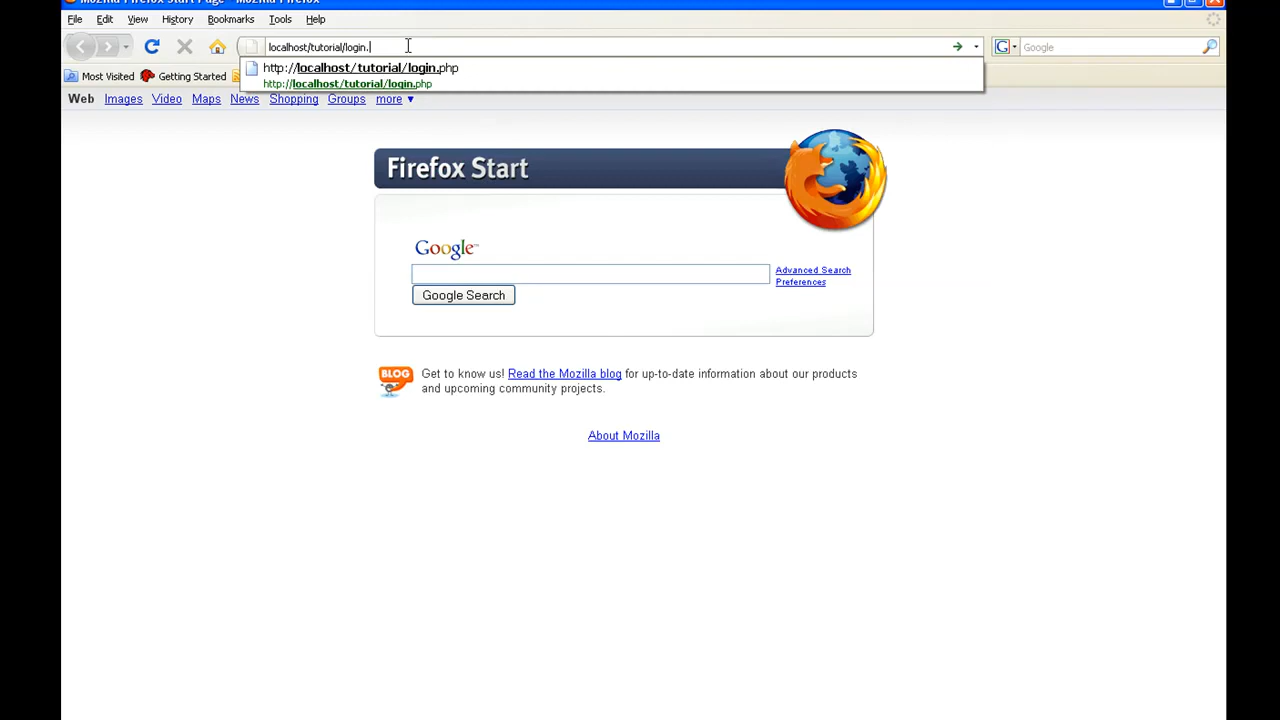 Mozilla Firefox Start Page - Mozilla Firefox
File Edit View History Bookmarks Tools Help
localhost/tutorial/login.
G Google
http://localhost/tutorial/login.php
http://localhost/tutorial/login.php
Most Visited Getting Started
Web Images Video Maps News Shopping Groups more ▼
Firefox Start
Google™
Advanced Search
Preferences
Google Search
BLOG
Get to know us! Read the Mozilla blog for up-to-date information about our products
and upcoming community projects.
About Mozilla